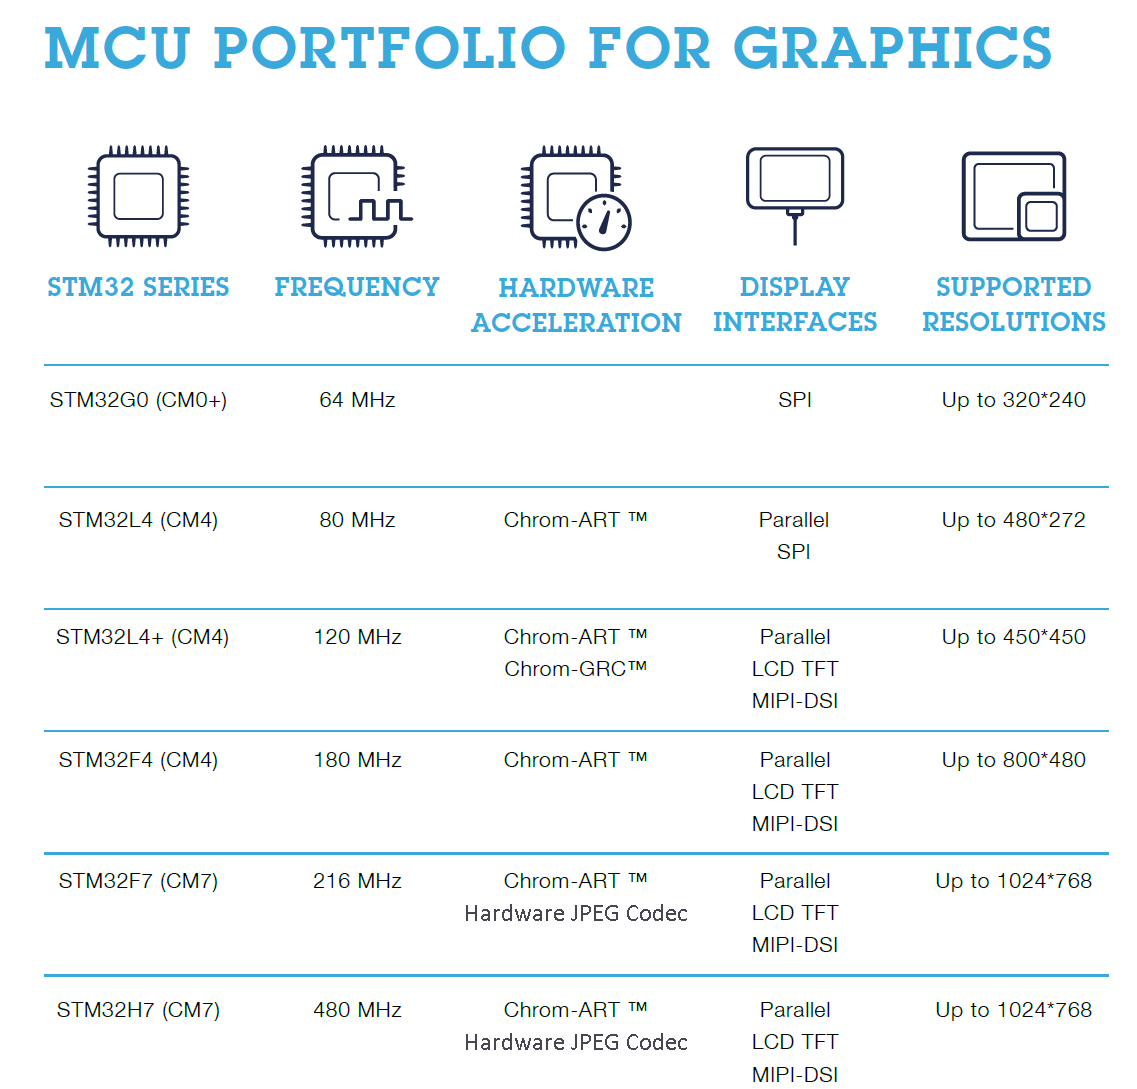 MCU PORTFOLIO FOR GRAPHICS
STM32 SERIES
FREQUENCY
HARDWARE
ACCELERATION
DISPLAY
INTERFACES
SUPPORTED
RESOLUTIONS
STM32G0 (CM0+) 64 MHz SPI Up to 320*240
STM32L4 (CM4) 80 MHz Chrom-ART ™ Parallel Up to 480*272
SPI
STM32L4+ (CM4) 120 MHz Chrom-ART ™ Parallel Up to 450*450
Chrom-GRC™ LCD TFT
MIPI-DSI
STM32F4 (CM4) 180 MHz Chrom-ART ™ Parallel Up to 800*480
LCD TFT
MIPI-DSI
STM32F7 (CM7) 216 MHz Chrom-ART ™ Parallel Up to 1024*768
Hardware JPEG Codec LCD TFT
MIPI-DSI
STM32H7 (CM7) 480 MHz Chrom-ART ™ Parallel Up to 1024*768
Hardware JPEG Codec LCD TFT
MIPI-DSI